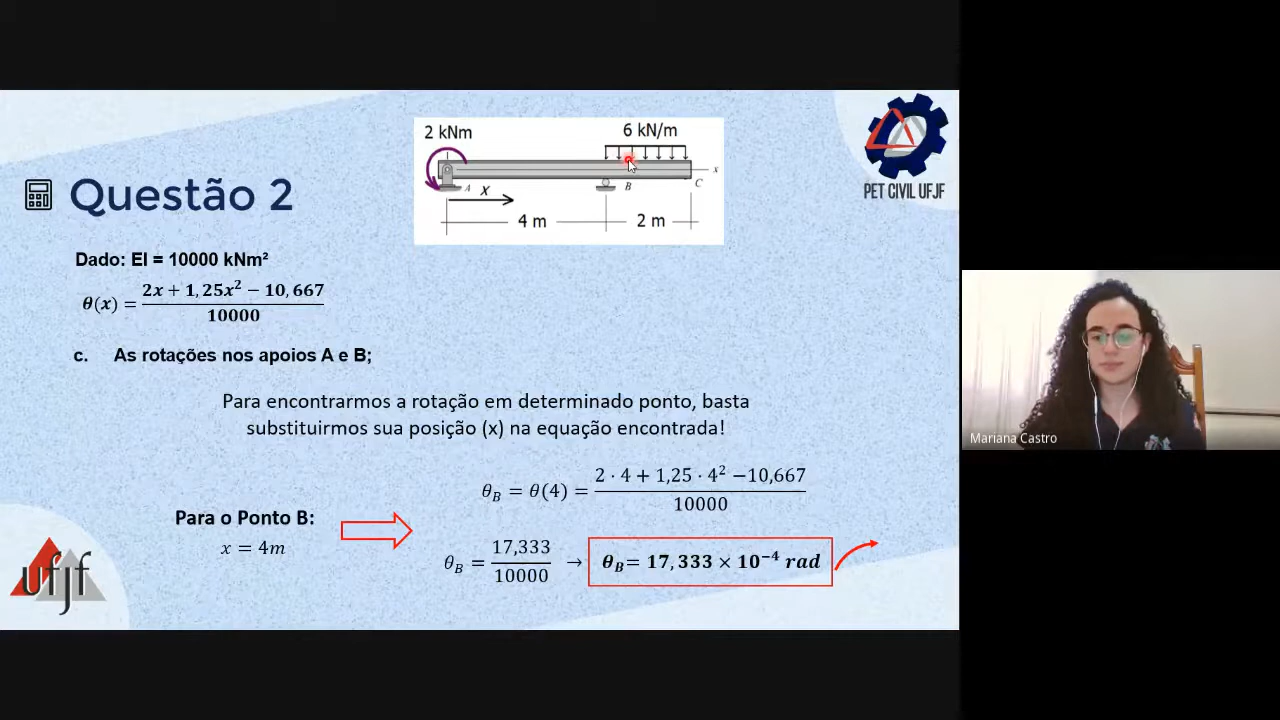 2 kNm
6 kN/m
x
A
X
B
C
4 m
2 m
PET CIVIL UFJF
Questão 2
Dado: EI = 10000 kNm²
θ(x) = (2x + 1,25x² − 10,667) / 10000
c. As rotações nos apoios A e B;
Para encontrarmos a rotação em determinado ponto, basta
substituirmos sua posição (x) na equação encontrada!
θ_B = θ(4) = (2 · 4 + 1,25 · 4² −10,667) / 10000
Para o Ponto B:
x = 4m
θ_B = 17,333 / 10000 → θ_B= 17,333 × 10⁻⁴ rad
ufjf
Mariana Castro